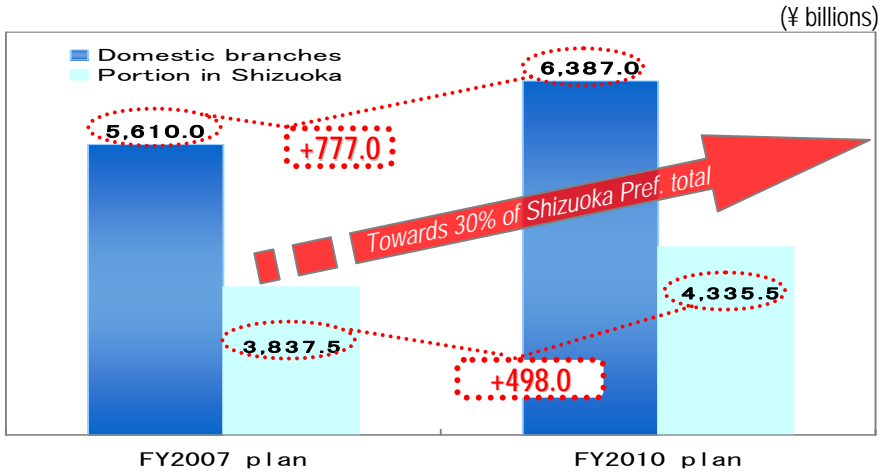 (¥ billions)
Domestic branches
Portion in Shizuoka
6,387.0
5,610.0
+777.0
Towards 30% of Shizuoka Pref. total
4,335.5
3,837.5
+498.0
FY2007 plan
FY2010 plan